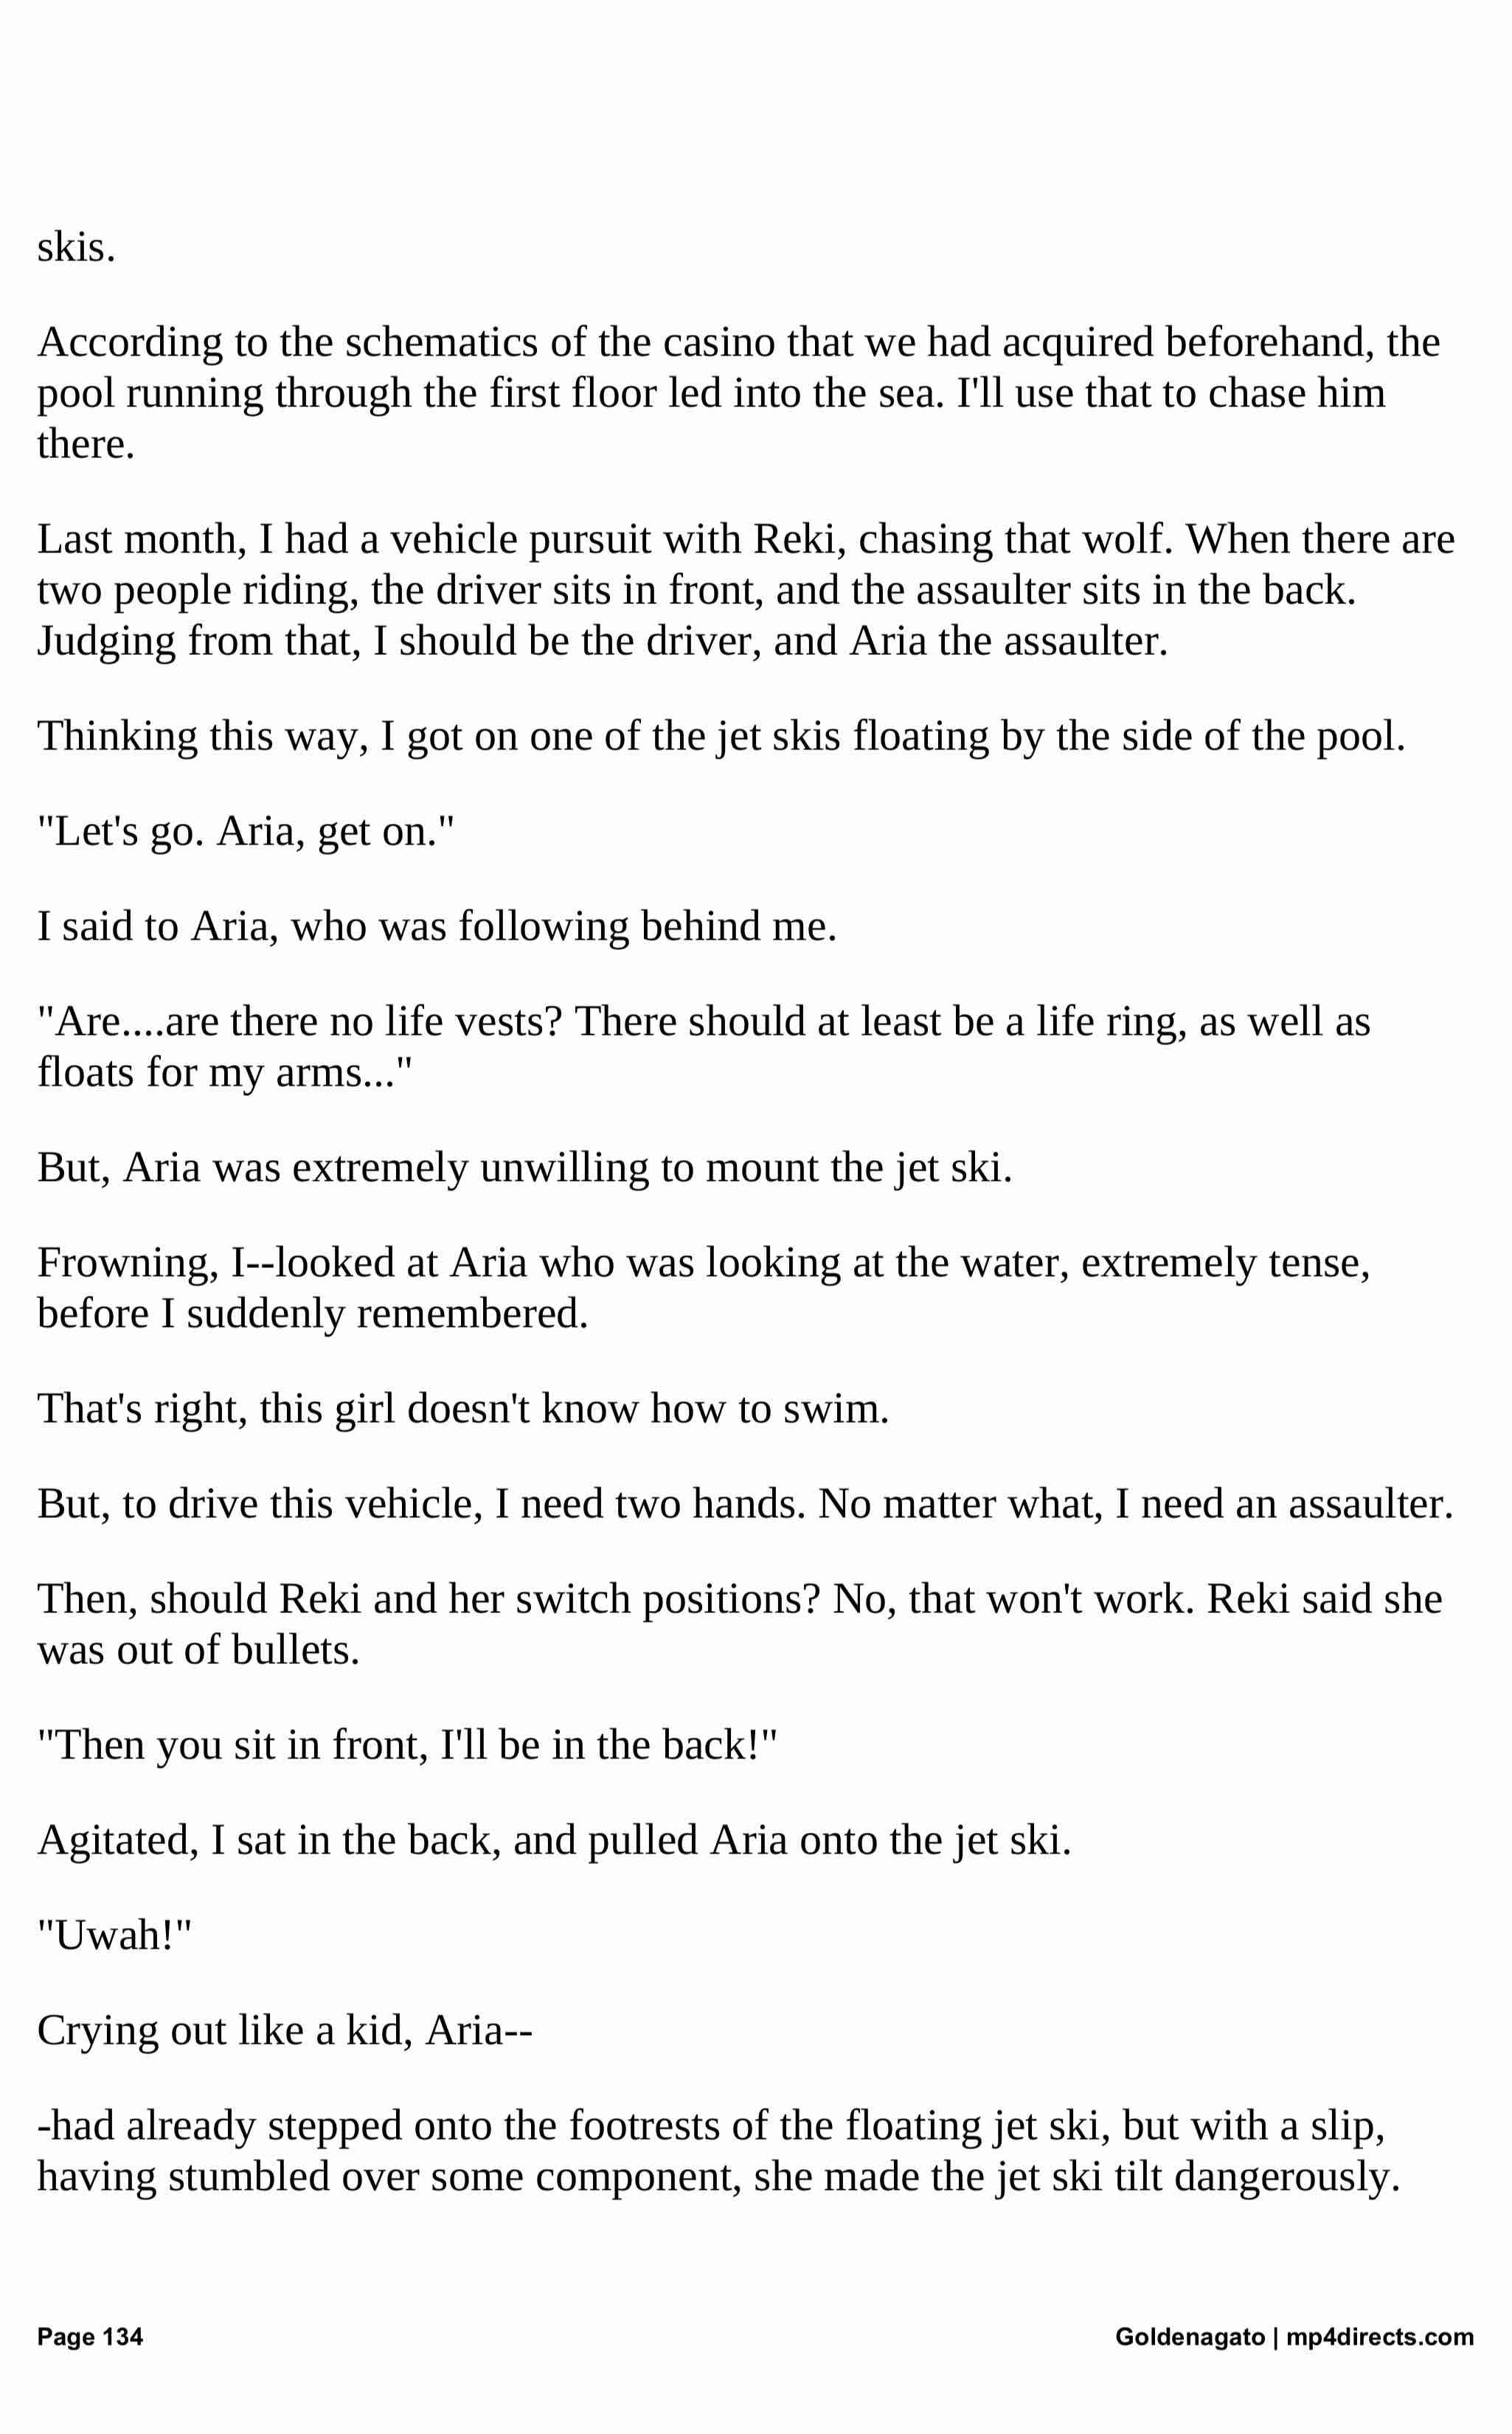 skis.
According to the schematics of the casino that we had acquired beforehand, the
pool running through the first floor led into the sea. I'll use that to chase him
there.
Last month, I had a vehicle pursuit with Reki, chasing that wolf. When there are
two people riding, the driver sits in front, and the assaulter sits in the back.
Judging from that, I should be the driver, and Aria the assaulter.
Thinking this way, I got on one of the jet skis floating by the side of the pool.
"Let's go. Aria, get on."
I said to Aria, who was following behind me.
"Are....are there no life vests? There should at least be a life ring, as well as
floats for my arms..."
But, Aria was extremely unwilling to mount the jet ski.
Frowning, I--looked at Aria who was looking at the water, extremely tense,
before I suddenly remembered.
That's right, this girl doesn't know how to swim.
But, to drive this vehicle, I need two hands. No matter what, I need an assaulter.
Then, should Reki and her switch positions? No, that won't work. Reki said she
was out of bullets.
"Then you sit in front, I'll be in the back!"
Agitated, I sat in the back, and pulled Aria onto the jet ski.
"Uwah!"
Crying out like a kid, Aria--
-had already stepped onto the footrests of the floating jet ski, but with a slip,
having stumbled over some component, she made the jet ski tilt dangerously.
Page 134
Goldenagato | mp4directs.com